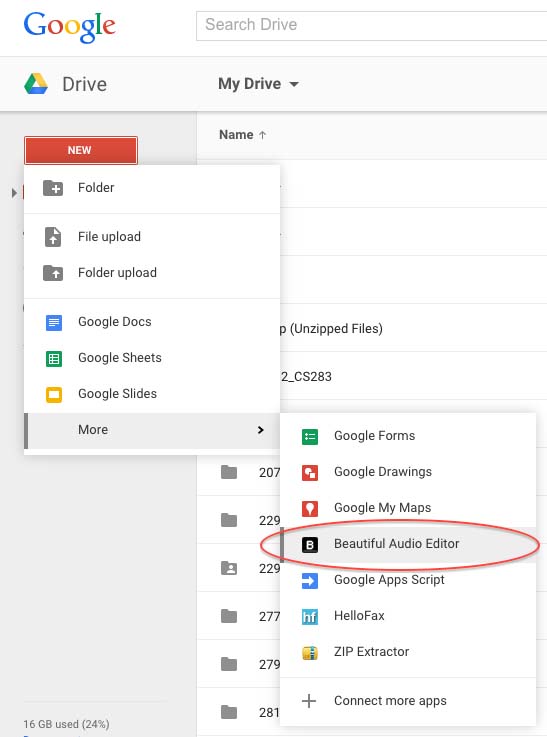 Google
Search Drive
Drive
My Drive
Name ↑
NEW
Folder
File upload
Folder upload
p (Unzipped Files)
Google Docs
Google Sheets
2_CS283
Google Slides
More
Google Forms
207
Google Drawings
Google My Maps
229
Beautiful Audio Editor
B
229
Google Apps Script
277
hf
HelloFax
279
ZIP Extractor
281
Connect more apps
16 GB used (24%)